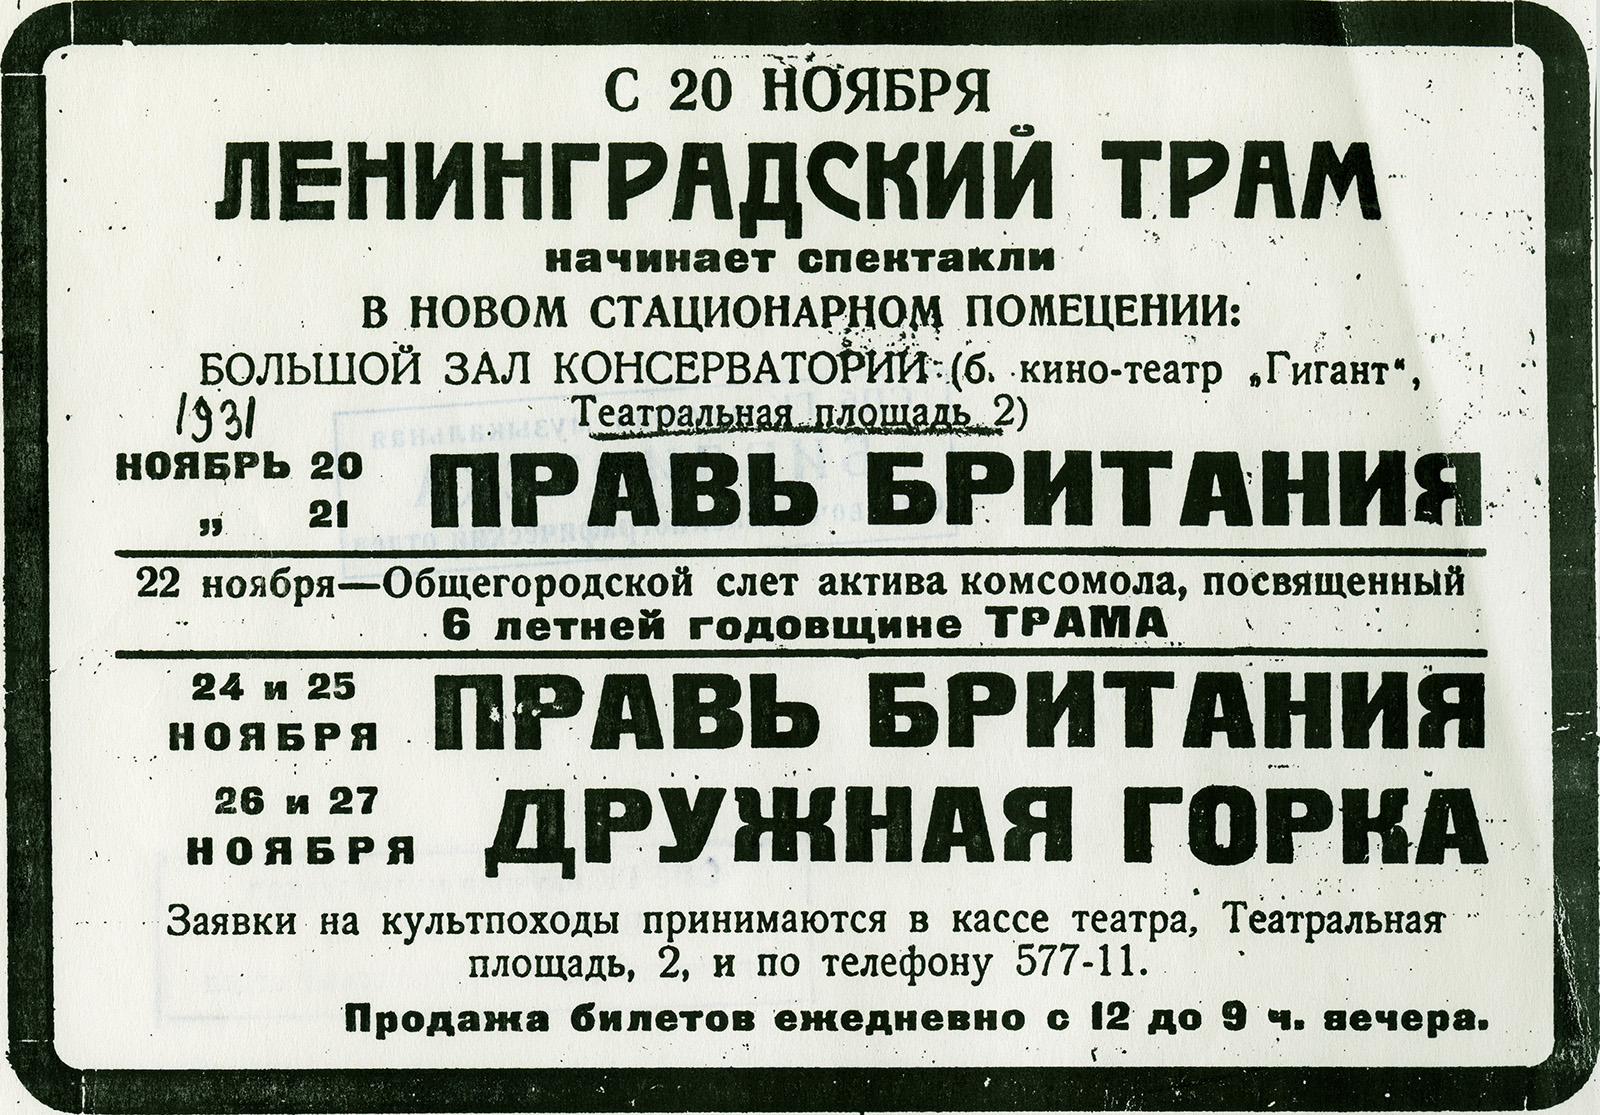 С 20 НОЯБРЯ
ЛЕНИНГРАДСКИЙ ТРАМ
начинает спектакли
В НОВОМ СТАЦИОНАРНОМ ПОМЕЦЕНИИ:
БОЛЬШОЙ ЗАЛ КОНСЕРВАТОРИИ (б. кино-театр „Гигант“,
Театральная площадь 2)
1931
НОЯБРЬ 20 ПРАВЬ БРИТАНИЯ
„ 21
22 ноября—Общегородской слет актива комсомола, посвященный
6 летней годовщине ТРАМА
24 и 25
НОЯБРЯ ПРАВЬ БРИТАНИЯ
26 и 27
НОЯБРЯ ДРУЖНАЯ ГОРКА
Заявки на культпоходы принимаются в кассе театра, Театральная
площадь, 2, и по телефону 577-11.
Продажа билетов ежедневно с 12 до 9 ч. вечера.